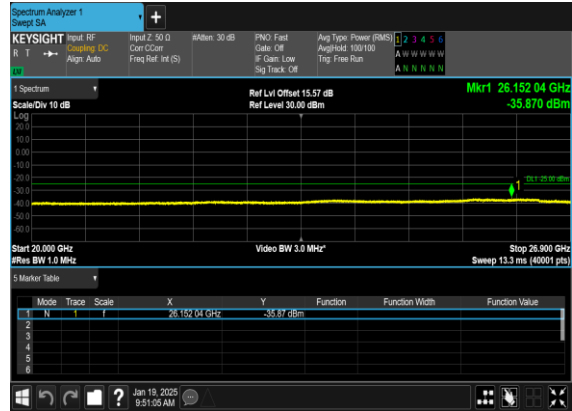 Spectrum Analyzer 1
Swept SA
+
KEYSIGHT Input: RF Input Z: 50 Ω #Atten: 30 dB PNO: Fast Avg Type: Power (RMS) 1 2 3 4 5 6
R T Coupling: DC Corr CCorr Gate: Off Avg|Hold: 100/100 A W W W W W
Align: Auto Freq Ref: Int (S) IF Gain: Low Trig: Free Run
Sig Track: Off A N N N N N
1 Spectrum Ref Lvl Offset 15.57 dB Mkr1 26.152 04 GHz
Scale/Div 10 dB Ref Level 30.00 dBm -35.870 dBm
Log
20.0
10.0
0.00
-10.0
-20.0 DL1 -25.00 dBm
1
-30.0
-40.0
-50.0
-60.0
Start 20.000 GHz Video BW 3.0 MHz* Stop 26.900 GHz
#Res BW 1.0 MHz Sweep 13.3 ms (40001 pts)
5 Marker Table
Mode Trace Scale X Y Function Function Width Function Value
1 N 1 f 26.152 04 GHz -35.87 dBm
2
3
4
5
6
? Jan 19, 2025
9:51:05 AM